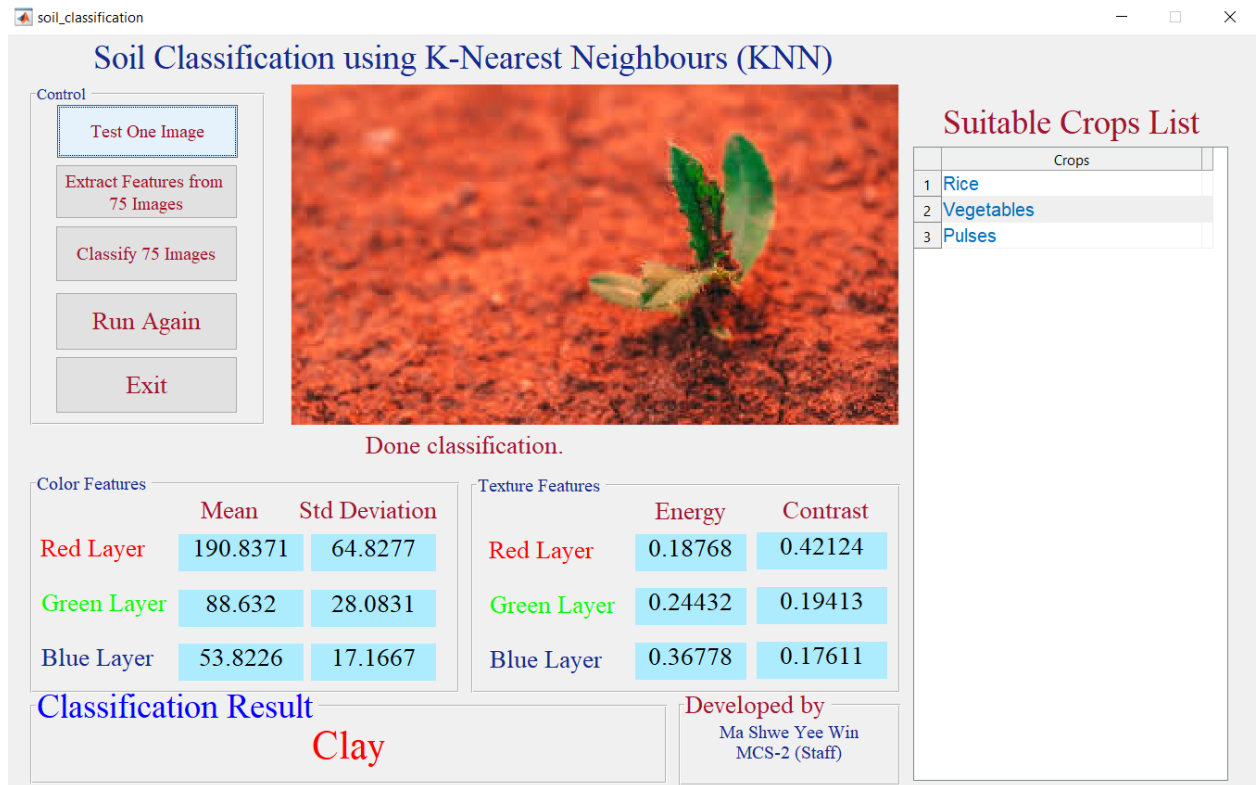 soil_classification
Soil Classification using K-Nearest Neighbours (KNN)
Control
Test One Image
Extract Features from
75 Images
Classify 75 Images
Run Again
Exit
Done classification.
Suitable Crops List
Crops
1 Rice
2 Vegetables
3 Pulses
Color Features
Mean Std Deviation
Red Layer 190.8371 64.8277
Green Layer 88.632 28.0831
Blue Layer 53.8226 17.1667
Texture Features
Energy Contrast
Red Layer 0.18768 0.42124
Green Layer 0.24432 0.19413
Blue Layer 0.36778 0.17611
Classification Result
Clay
Developed by
Ma Shwe Yee Win
MCS-2 (Staff)